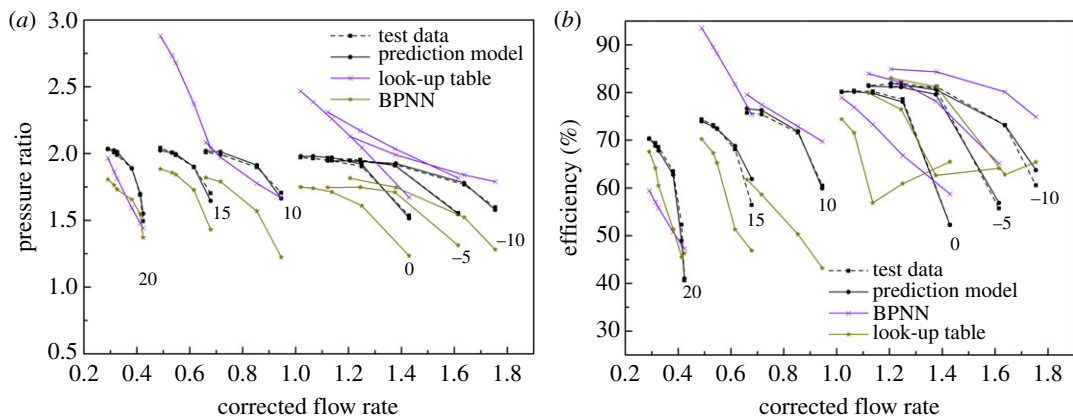 (a)
3.0
2.5
2.0
1.5
1.0
0.5
pressure ratio
test data
prediction model
look-up table
BPNN
20
15
10
0
–5
–10
0.2 0.4 0.6 0.8 1.0 1.2 1.4 1.6 1.8
corrected flow rate
(b)
90
80
70
60
50
40
30
efficiency (%)
20
15
10
0
–5
–10
test data
prediction model
BPNN
look-up table
0.2 0.4 0.6 0.8 1.0 1.2 1.4 1.6 1.8
corrected flow rate